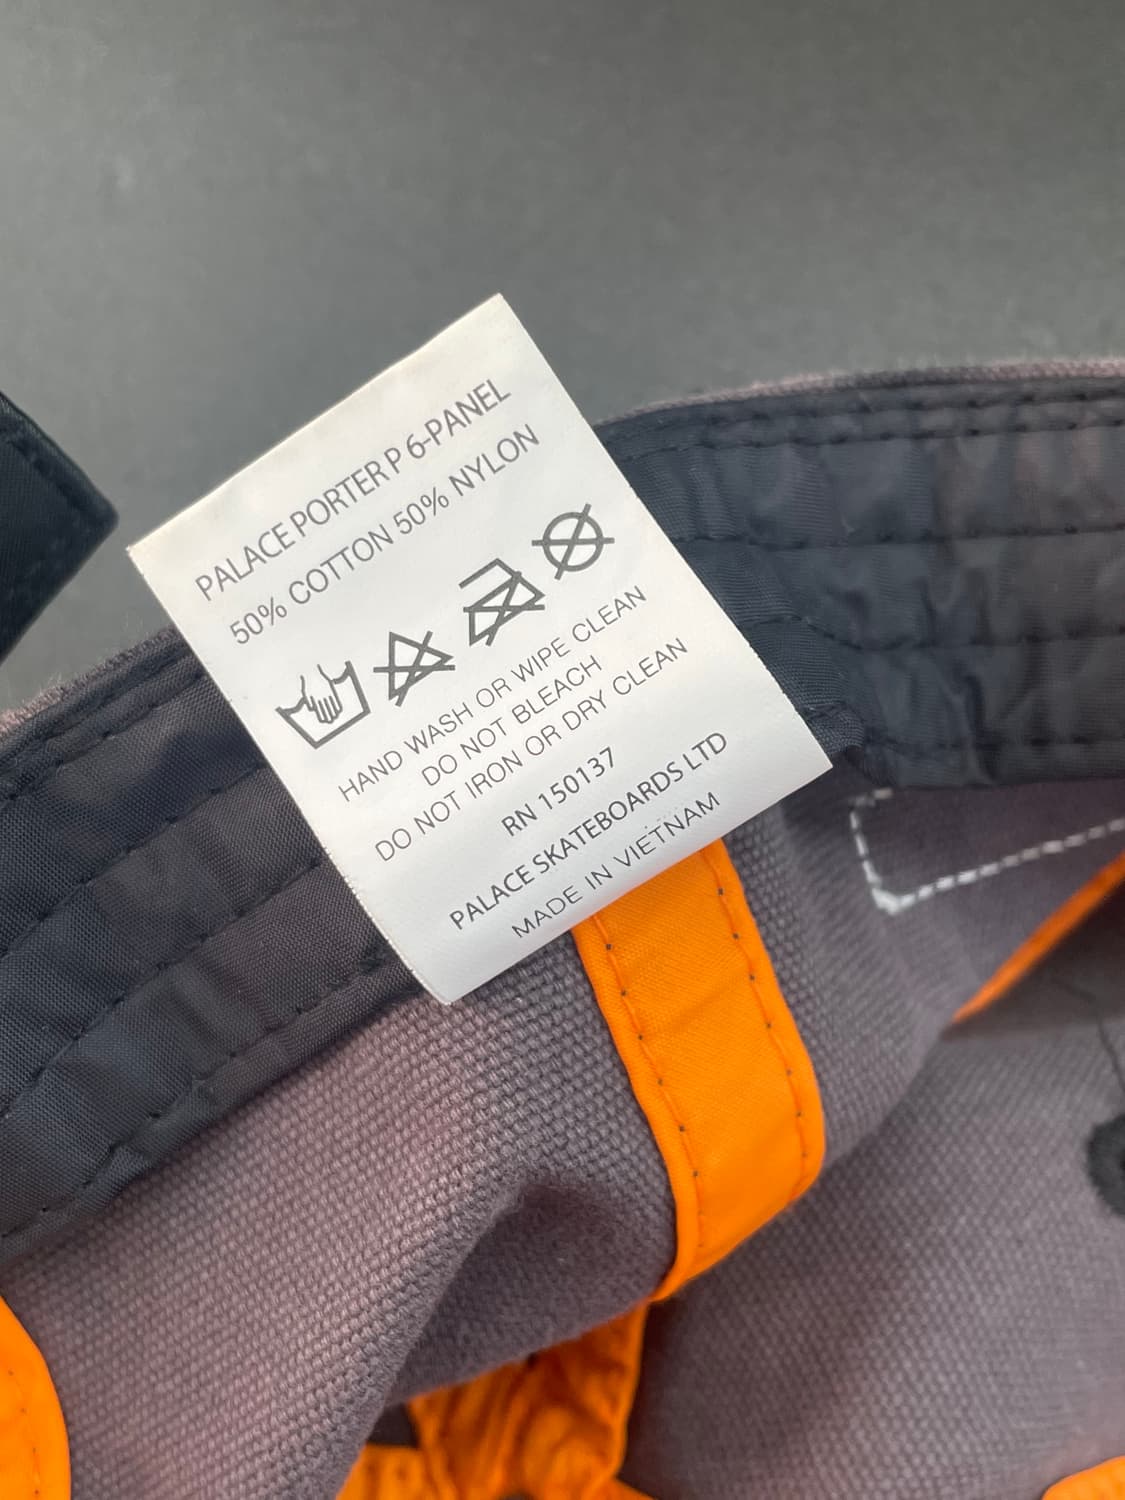 PALACE PORTER P 6-PANEL
50% COTTON 50% NYLON
HAND WASH OR WIPE CLEAN
DO NOT BLEACH
DO NOT IRON OR DRY CLEAN
RN 150137
PALACE SKATEBOARDS LTD
MADE IN VIETNAM